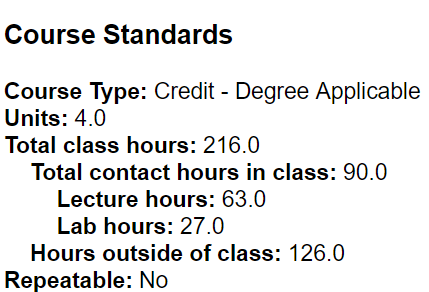 Course Standards
Course Type: Credit - Degree Applicable
Units: 4.0
Total class hours: 216.0
Total contact hours in class: 90.0
Lecture hours: 63.0
Lab hours: 27.0
Hours outside of class: 126.0
Repeatable: No